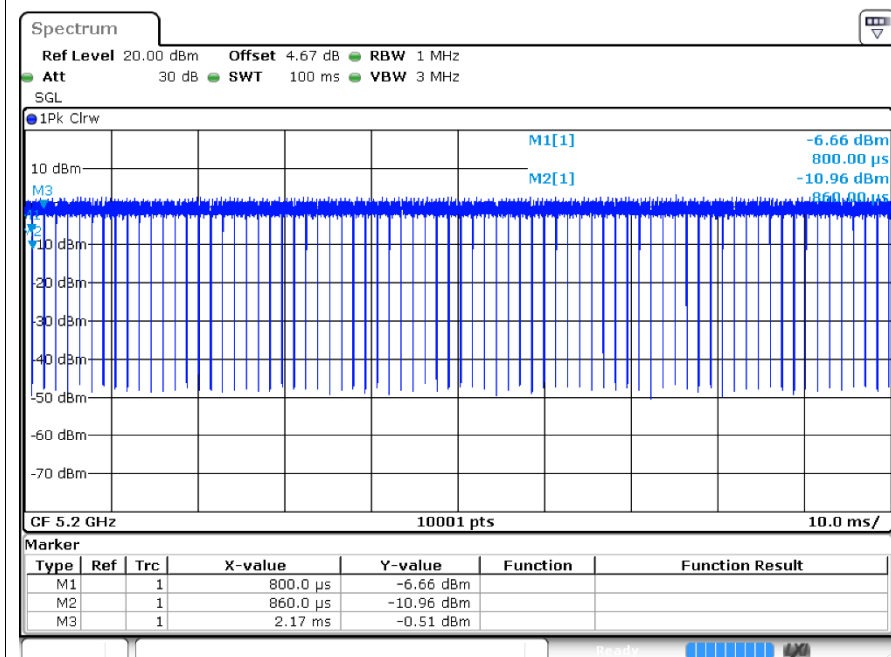 Spectrum
Ref Level 20.00 dBm Offset 4.67 dB RBW 1 MHz
Att 30 dB SWT 100 ms VBW 3 MHz
SGL
1Pk Clrw
M1[1] -6.66 dBm
800.00 µs
10 dBm
M2[1] -10.96 dBm
M3
860.00 µs
-10 dBm
-20 dBm
-30 dBm
-40 dBm
-50 dBm
-60 dBm
-70 dBm
CF 5.2 GHz 10001 pts 10.0 ms/
Marker
Type Ref Trc X-value Y-value Function Function Result
M1 1 800.0 µs -6.66 dBm
M2 1 860.0 µs -10.96 dBm
M3 1 2.17 ms -0.51 dBm
Ready